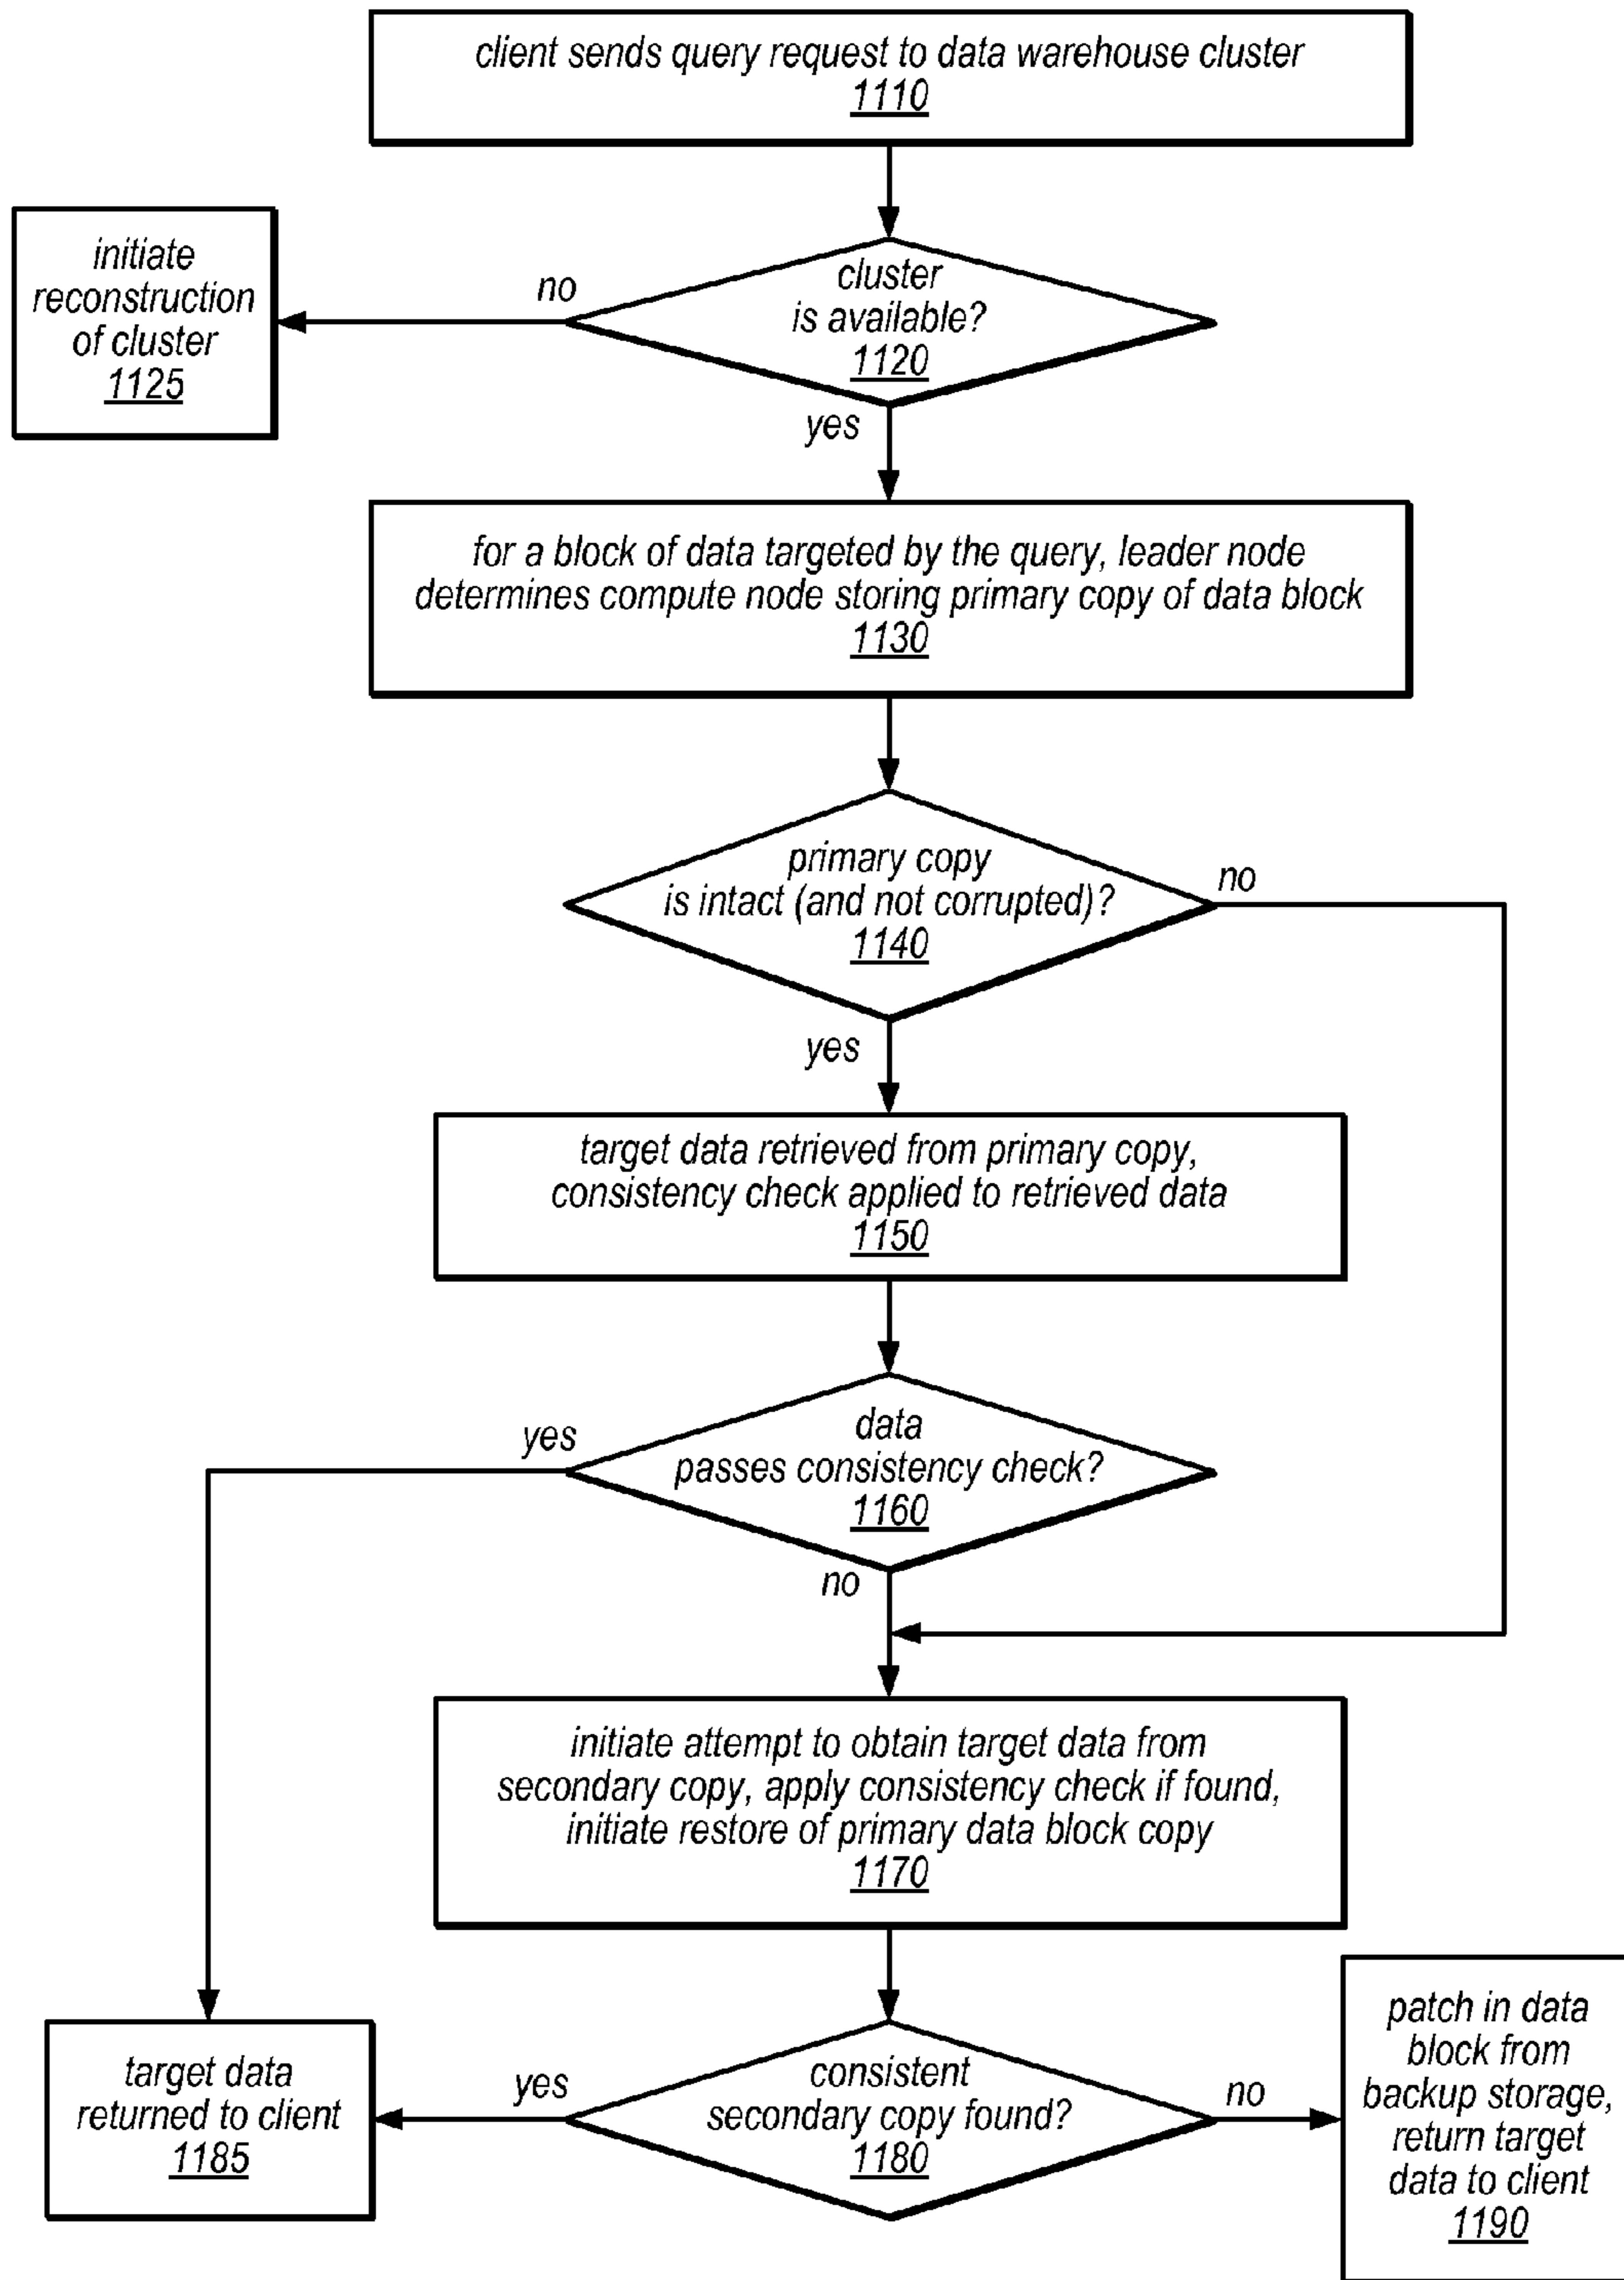 client sends query request to data warehouse cluster
1110
initiate
reconstruction
of cluster
1125
no
cluster
is available?
1120
yes
for a block of data targeted by the query, leader node
determines compute node storing primary copy of data block
1130
primary copy
is intact (and not corrupted)?
1140
no
yes
target data retrieved from primary copy,
consistency check applied to retrieved data
1150
yes
data
passes consistency check?
1160
no
initiate attempt to obtain target data from
secondary copy, apply consistency check if found,
initiate restore of primary data block copy
1170
target data
returned to client
1185
yes
consistent
secondary copy found?
1180
no
patch in data
block from
backup storage,
return target
data to client
1190